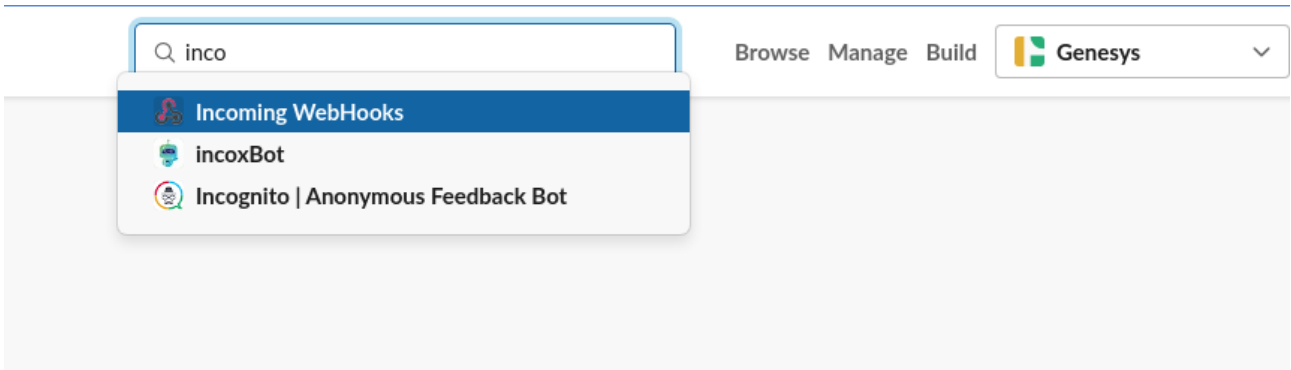 inco
Browse Manage Build Genesys
Incoming WebHooks
incoxBot
Incognito | Anonymous Feedback Bot